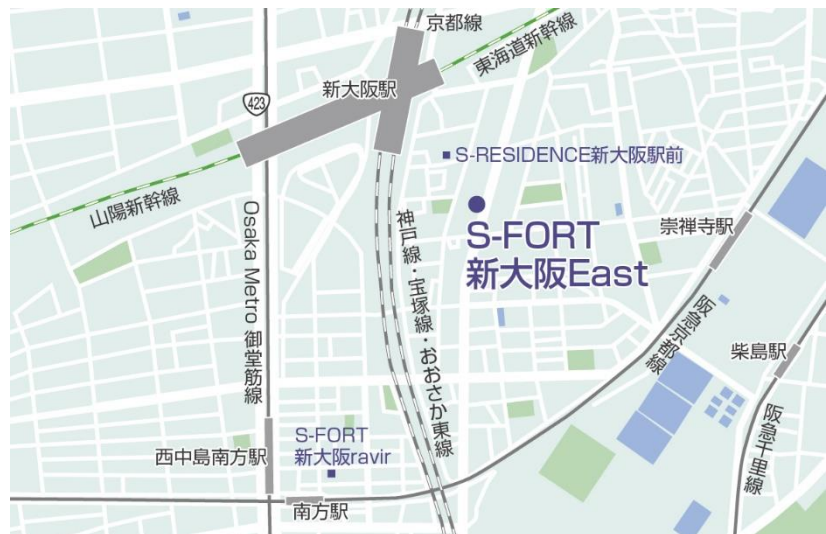 京都線
東海道新幹線
新大阪駅
423
S-RESIDENCE新大阪駅前
山陽新幹線
S-FORT
新大阪East
崇禅寺駅
Osaka Metro 御堂筋線
神戸線・宝塚線・おおさか東線
阪急京都線
柴島駅
阪急千里線
S-FORT
新大阪ravir
西中島南方駅
南方駅